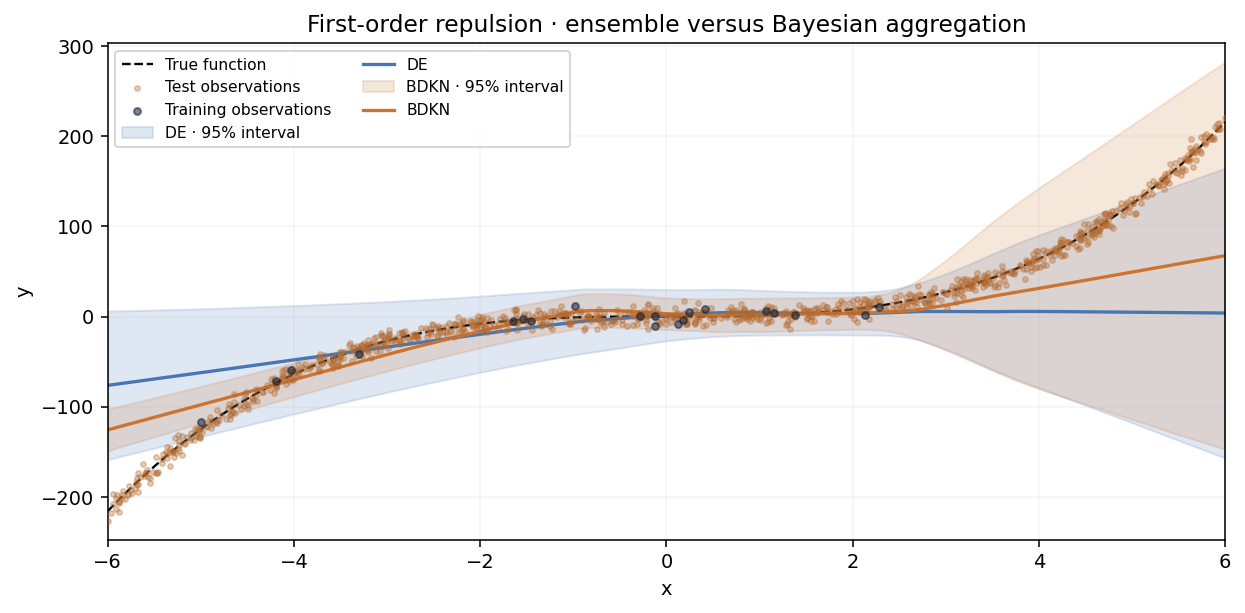 First-order repulsion · ensemble versus Bayesian aggregation
True function
Test observations
Training observations
DE · 95% interval
DE
BDKN · 95% interval
BDKN
300
200
100
0
−100
−200
y
−6
−4
−2
0
2
4
6
x